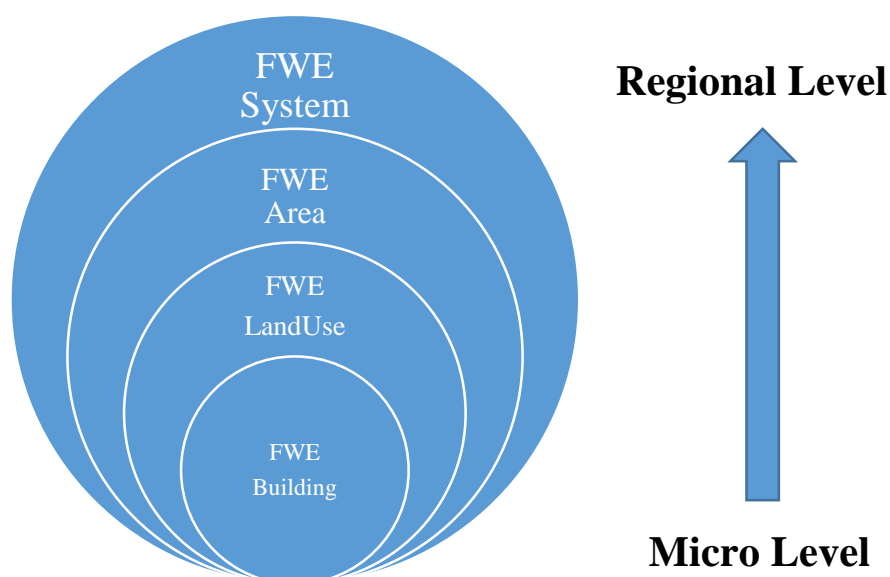 FWE
System
FWE
Area
FWE
LandUse
FWE
Building
Regional Level
Micro Level